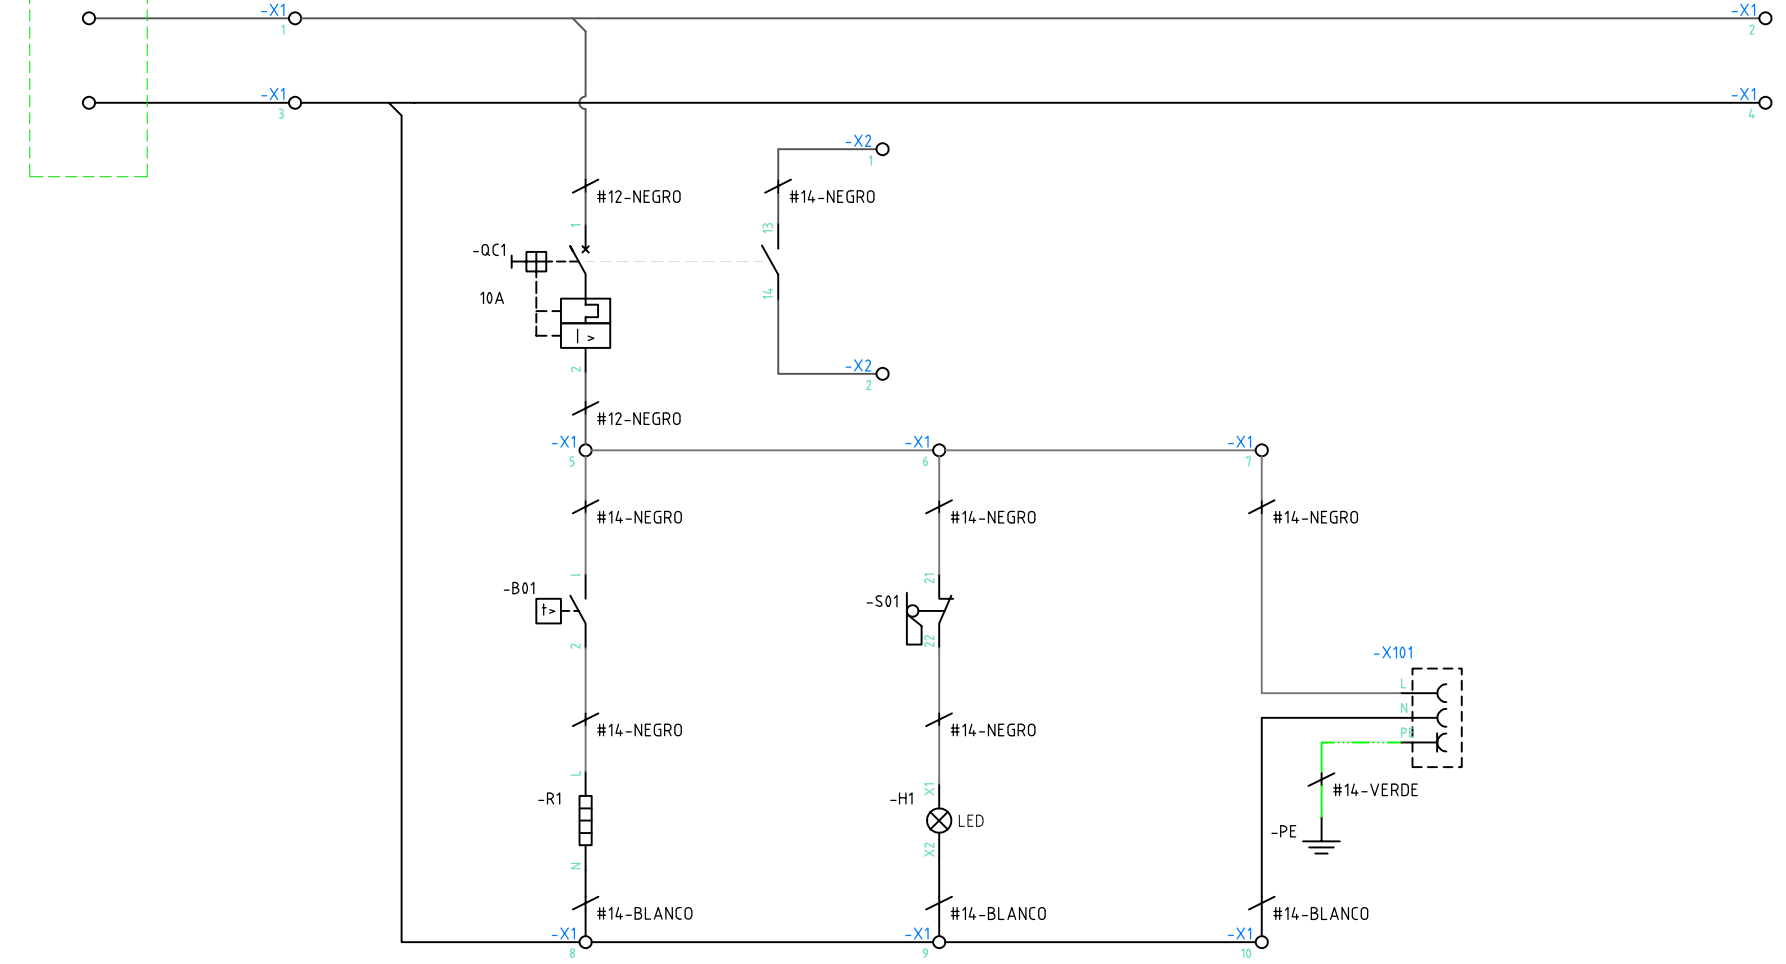 -X1
1
-X1
2
-X1
3
-X1
4
-X2
1
#12-NEGRO
#14-NEGRO
1
13
-QC1
10A
14
I >
2
-X2
2
#12-NEGRO
-X1
5
-X1
6
-X1
7
#14-NEGRO
#14-NEGRO
#14-NEGRO
1
21
-B01
t>
-S01
2
22
-X101
L
N
PE
#14-NEGRO
#14-NEGRO
L
X1
#14-VERDE
-R1
-H1
LED
-PE
N
X2
#14-BLANCO
#14-BLANCO
#14-BLANCO
-X1
8
-X1
9
-X1
10